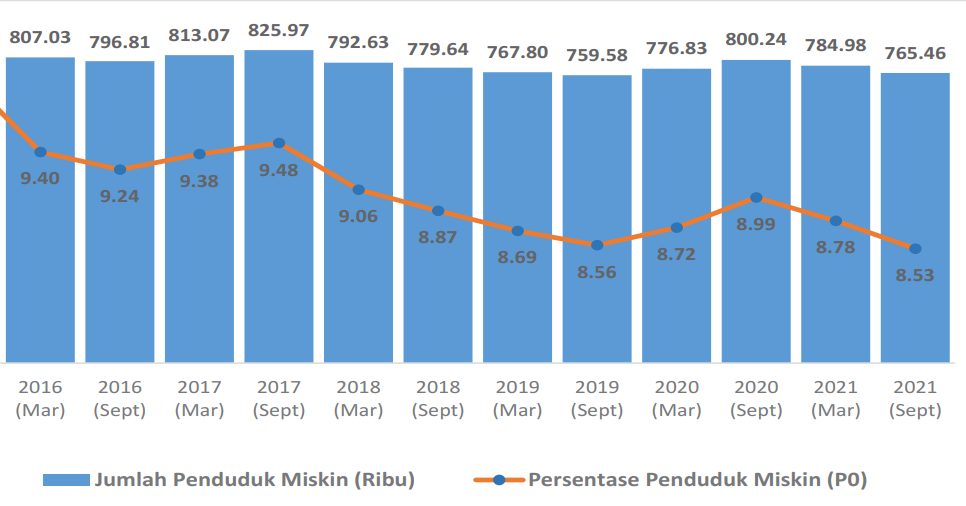 807.03 796.81 813.07 825.97 792.63 779.64 767.80 759.58 776.83 800.24 784.98 765.46
9.40 9.24 9.38 9.48 9.06 8.87 8.69 8.56 8.72 8.99 8.78 8.53
2016 2016 2017 2017 2018 2018 2019 2019 2020 2020 2021 2021
(Mar) (Sept) (Mar) (Sept) (Mar) (Sept) (Mar) (Sept) (Mar) (Sept) (Mar) (Sept)
Jumlah Penduduk Miskin (Ribu) Persentase Penduduk Miskin (P0)